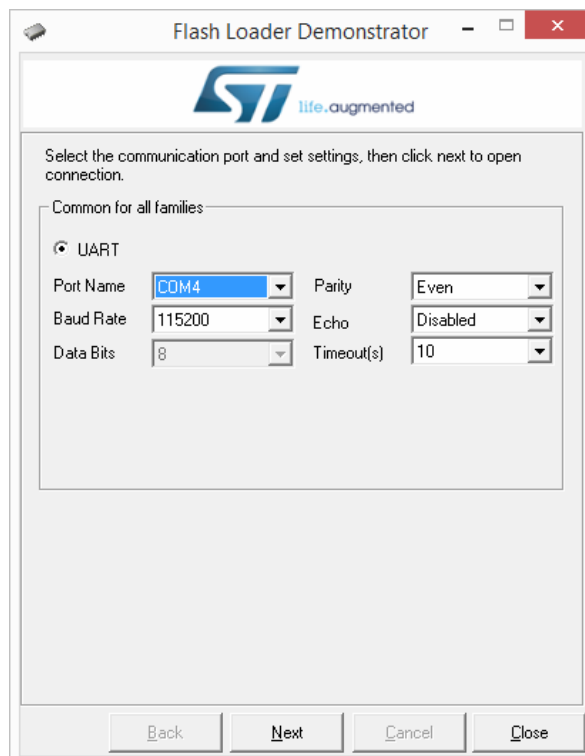 Flash Loader Demonstrator
ST
life.augmented
Select the communication port and set settings, then click next to open
connection.
Common for all families
UART
Port Name COM4 Parity Even
Baud Rate 115200 Echo Disabled
Data Bits 8 Timeout(s) 10
Back Next Cancel Close